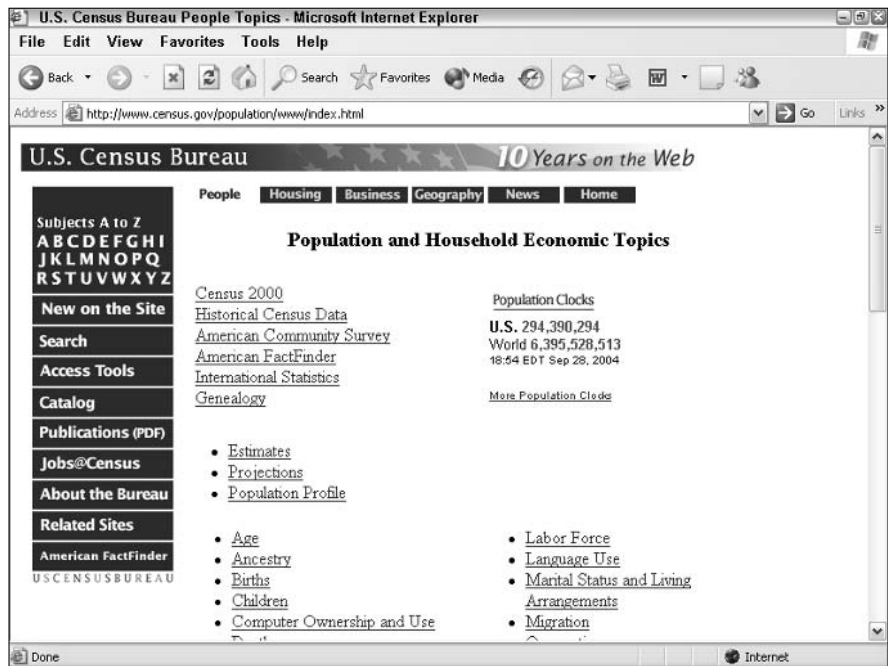 U.S. Census Bureau People Topics - Microsoft Internet Explorer
File Edit View Favorites Tools Help
Back Search Favorites Media
Address http://www.census.gov/population/www/index.html Go Links »
U.S. Census Bureau 10 Years on the Web
People Housing Business Geography News Home
Subjects A to Z
A B C D E F G H I
J K L M N O P Q
R S T U V W X Y Z
New on the Site
Search
Access Tools
Catalog
Publications (PDF)
Jobs@Census
About the Bureau
Related Sites
American FactFinder
USCENSUSBUREAU
Population and Household Economic Topics
Census 2000
Historical Census Data
American Community Survey
American FactFinder
International Statistics
Genealogy
Population Clocks
U.S. 294,390,294
World 6,395,528,513
18:54 EDT Sep 28, 2004
More Population Clocks
• Estimates
• Projections
• Population Profile
• Age
• Ancestry
• Births
• Children
• Computer Ownership and Use
• Labor Force
• Language Use
• Marital Status and Living
Arrangements
• Migration
Done Internet